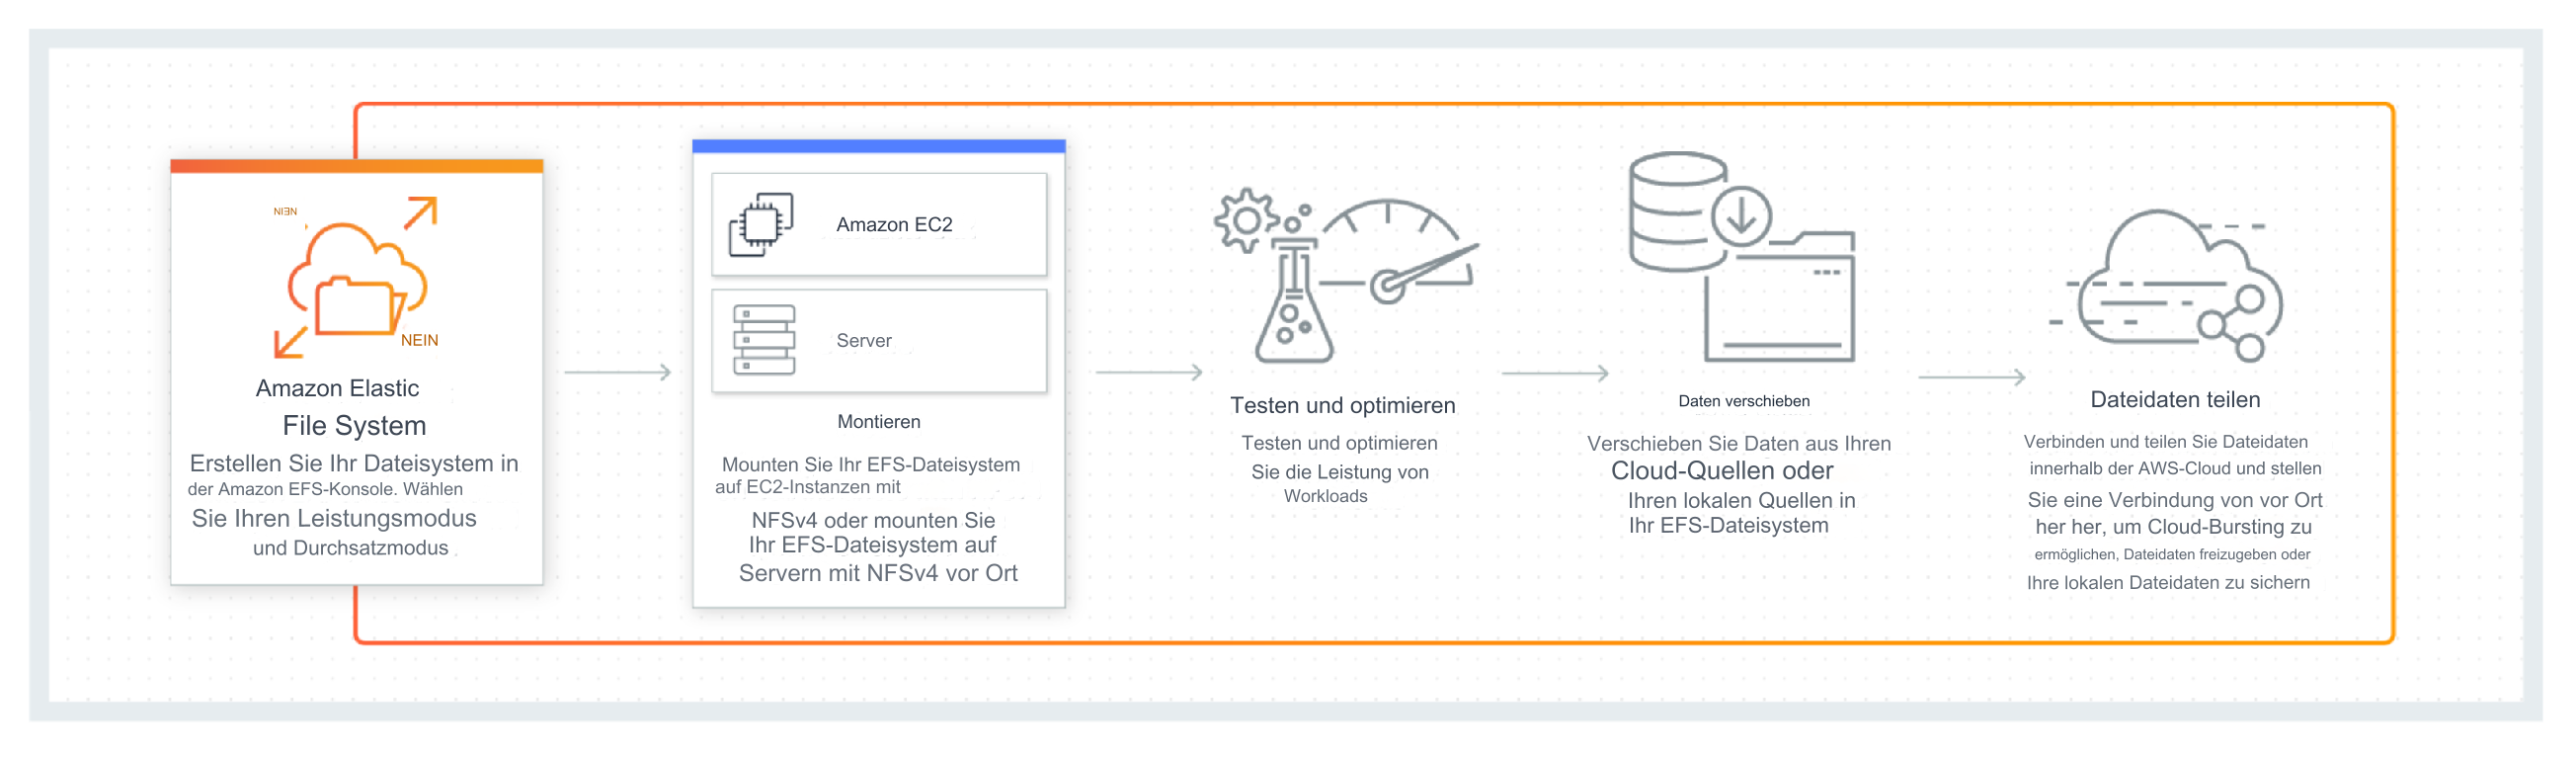 NEIN
NEIN
Amazon Elastic
File System
Erstellen Sie Ihr Dateisystem in
der Amazon EFS-Konsole. Wählen
Sie Ihren Leistungsmodus
und Durchsatzmodus
Amazon EC2
Server
Montieren
Mounten Sie Ihr EFS-Dateisystem
auf EC2-Instanzen mit
NFSv4 oder mounten Sie
Ihr EFS-Dateisystem auf
Servern mit NFSv4 vor Ort
Testen und optimieren
Testen und optimieren
Sie die Leistung von
Workloads
Daten verschieben
Verschieben Sie Daten aus Ihren
Cloud-Quellen oder
Ihren lokalen Quellen in
Ihr EFS-Dateisystem
Dateidaten teilen
Verbinden und teilen Sie Dateidaten
innerhalb der AWS-Cloud und stellen
Sie eine Verbindung von vor Ort
her her, um Cloud-Bursting zu
ermöglichen, Dateidaten freizugeben oder
Ihre lokalen Dateidaten zu sichern